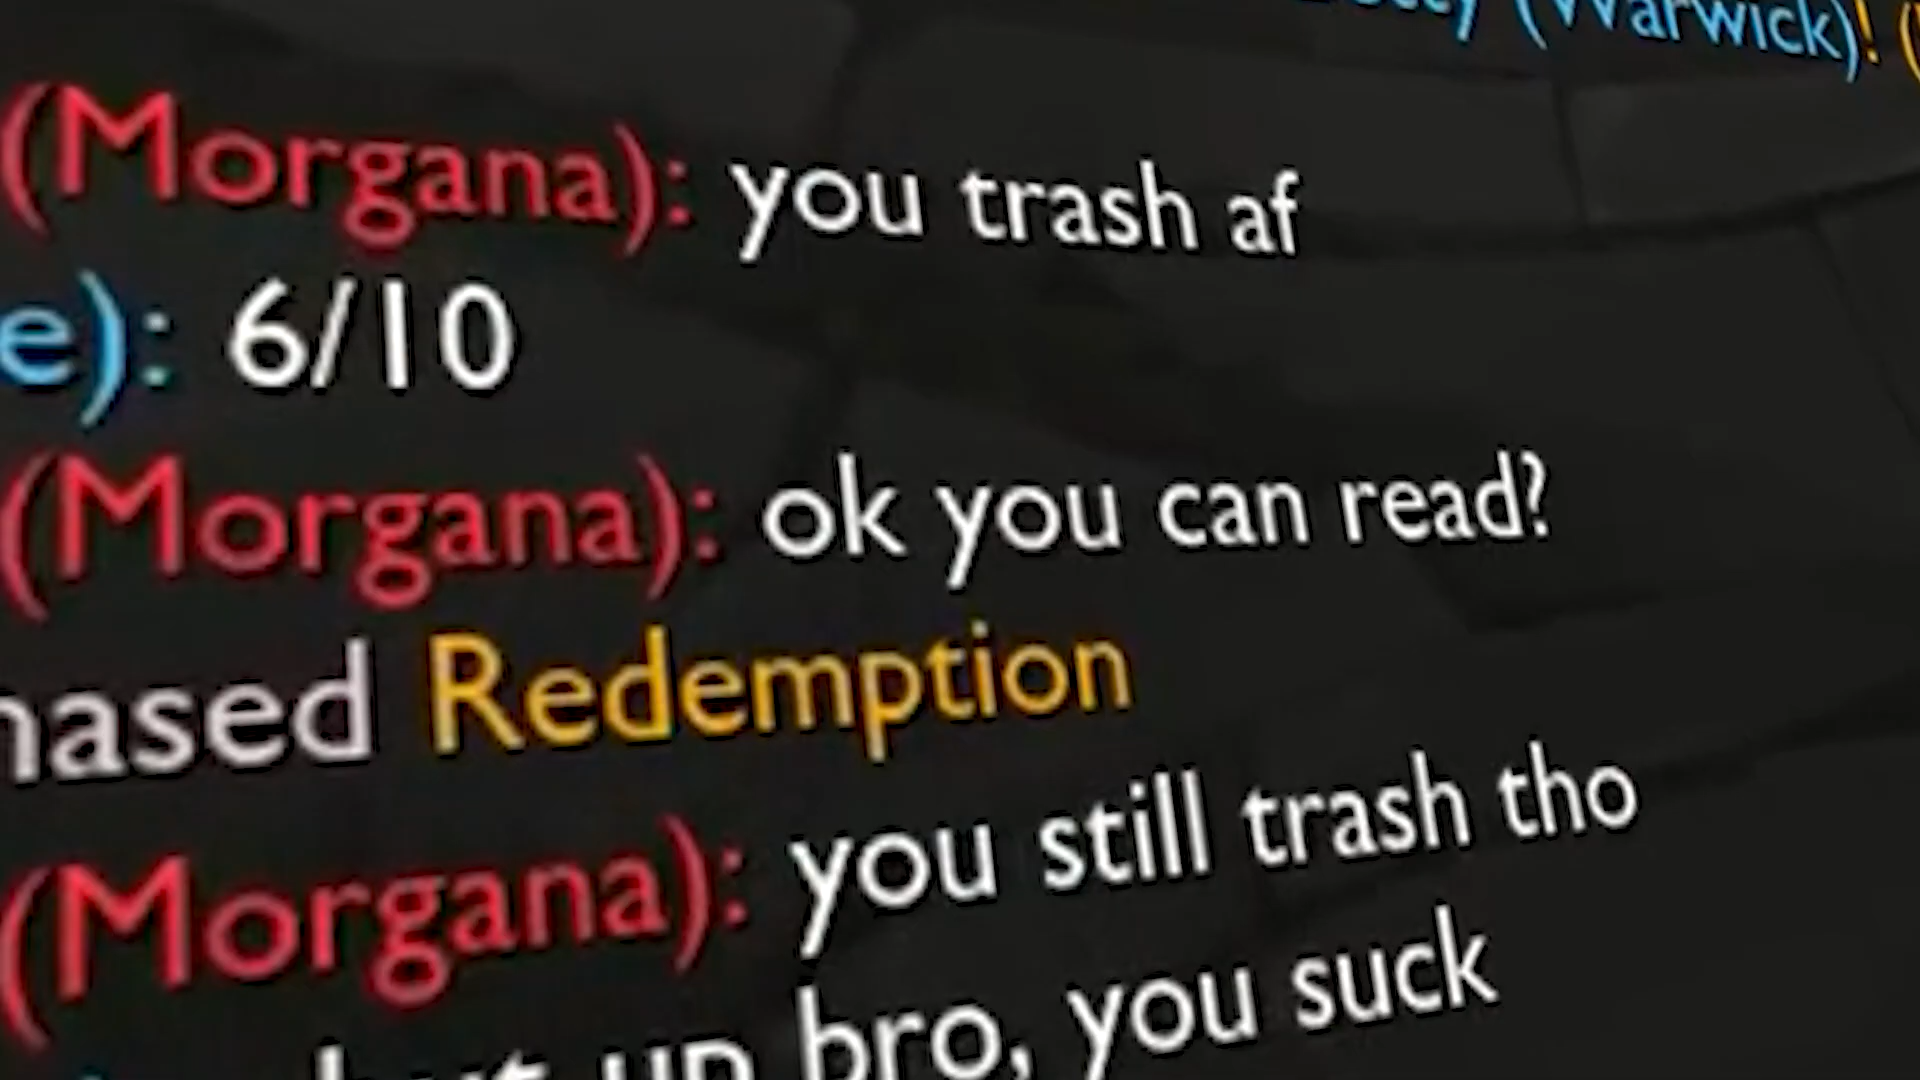 (Warwick)! (
(Morgana): you trash af
e): 6/10
(Morgana): ok you can read?
hased Redemption
(Morgana): you still trash tho
up bro, you suck